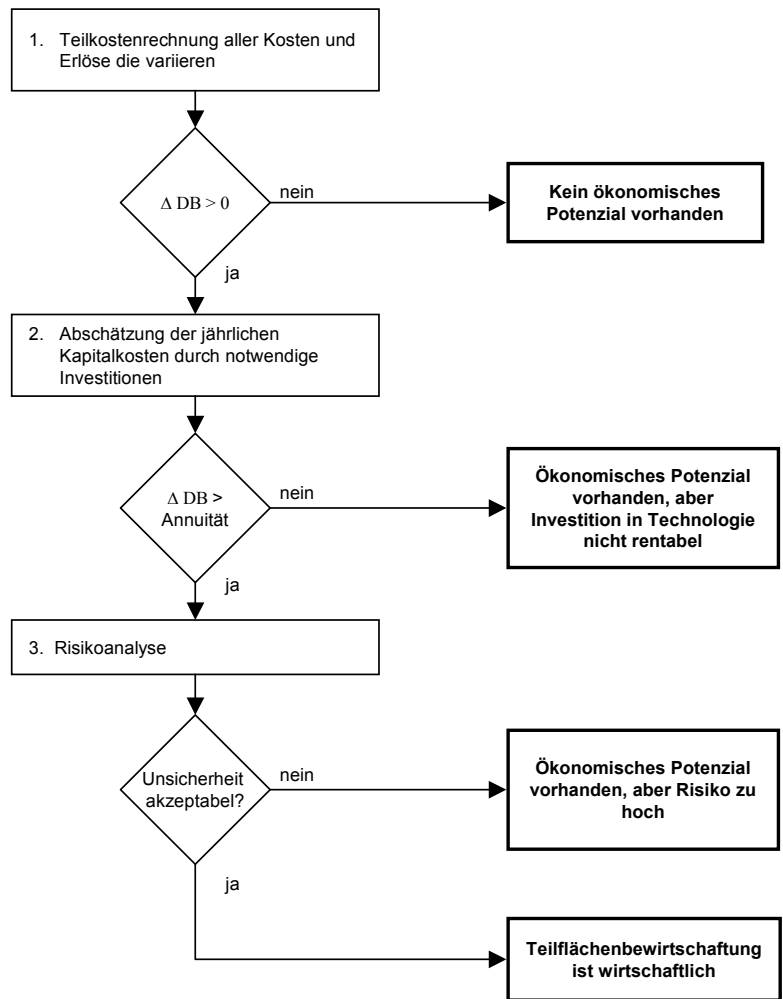 1. Teilkostenrechnung aller Kosten und
Erlöse die variieren
Δ DB > 0
nein
Kein ökonomisches
Potenzial vorhanden
ja
2. Abschätzung der jährlichen
Kapitalkosten durch notwendige
Investitionen
Δ DB >
Annuität
nein
Ökonomisches Potenzial
vorhanden, aber
Investition in Technologie
nicht rentabel
ja
3. Risikoanalyse
Unsicherheit
akzeptabel?
nein
Ökonomisches Potenzial
vorhanden, aber Risiko zu
hoch
ja
Teilflächenbewirtschaftung
ist wirtschaftlich